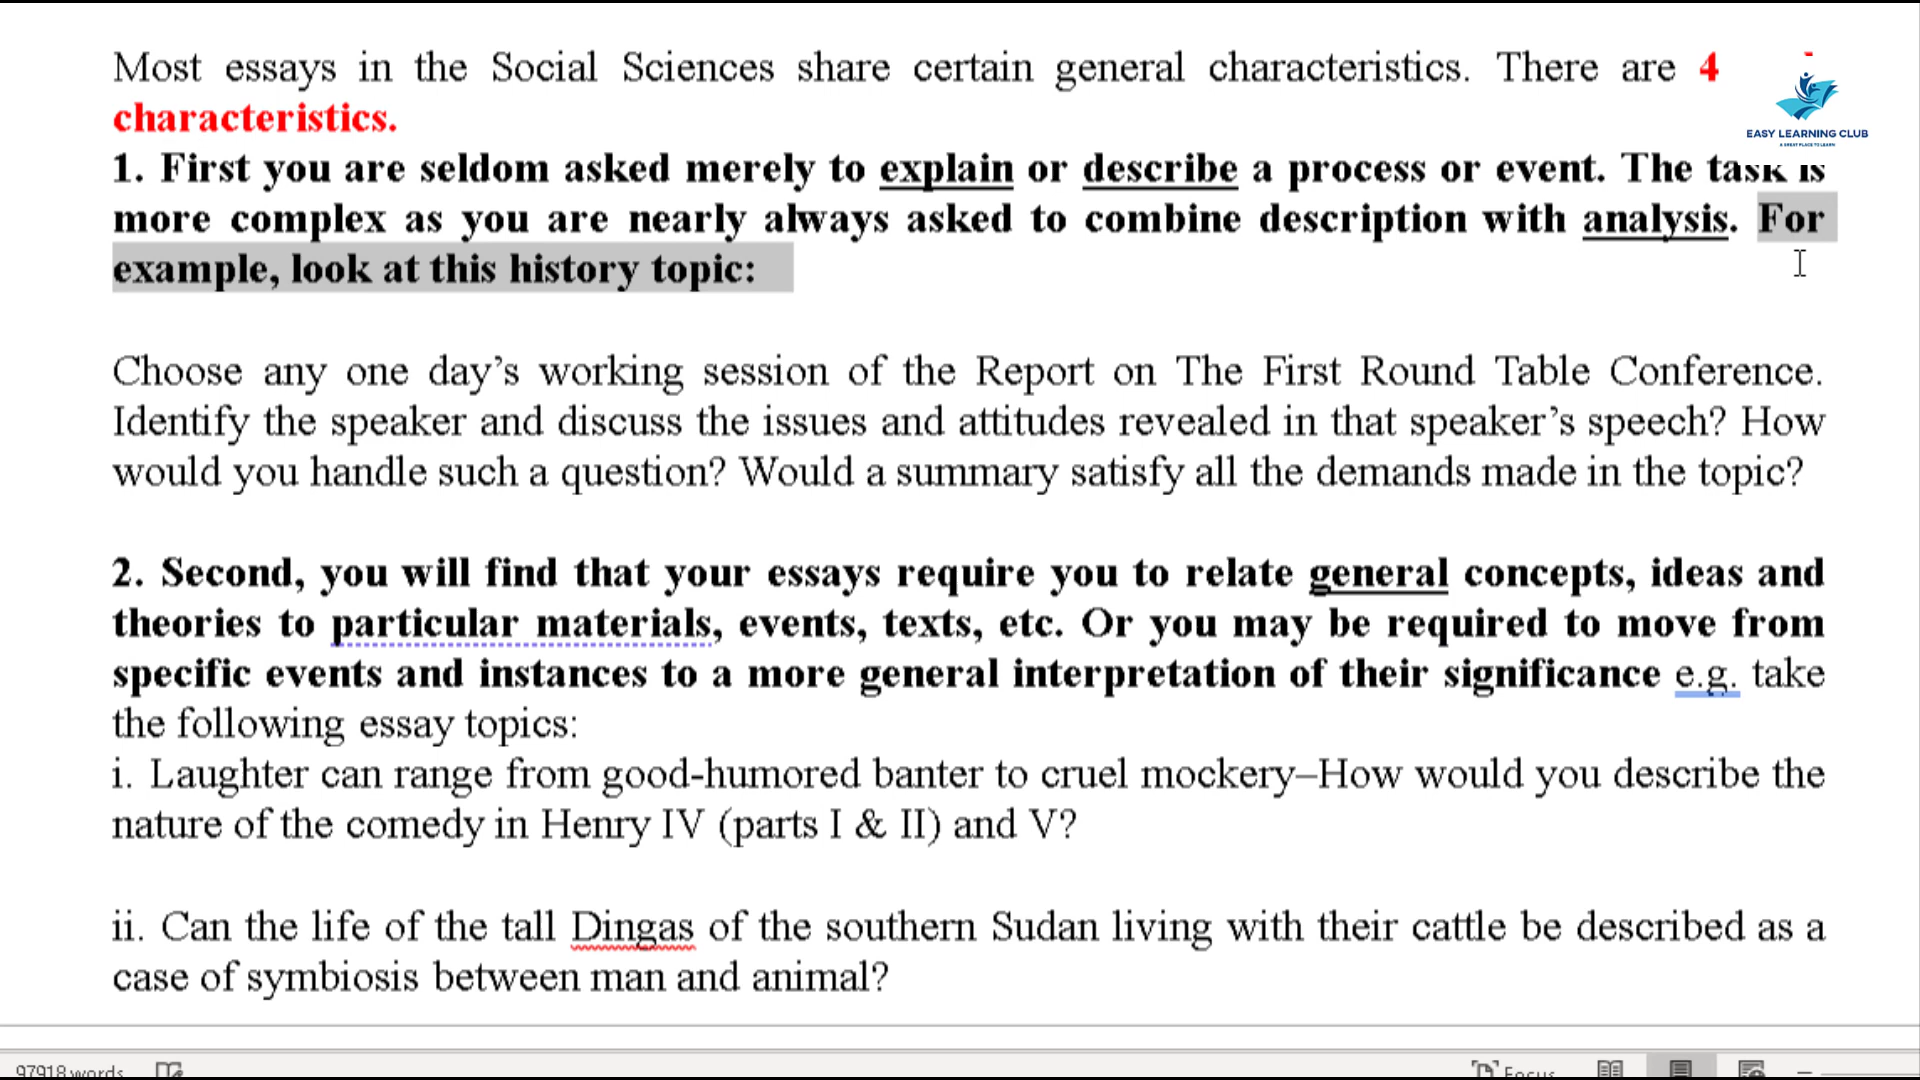 Most essays in the Social Sciences share certain general characteristics. There are 4
characteristics.
EASY LEARNING CLUB
A GREAT PLACE TO LEARN
1. First you are seldom asked merely to explain or describe a process or event. The task is
more complex as you are nearly always asked to combine description with analysis. For
example, look at this history topic:
Choose any one day’s working session of the Report on The First Round Table Conference.
Identify the speaker and discuss the issues and attitudes revealed in that speaker’s speech? How
would you handle such a question? Would a summary satisfy all the demands made in the topic?
2. Second, you will find that your essays require you to relate general concepts, ideas and
theories to particular materials, events, texts, etc. Or you may be required to move from
specific events and instances to a more general interpretation of their significance e.g. take
the following essay topics:
i. Laughter can range from good-humored banter to cruel mockery–How would you describe the
nature of the comedy in Henry IV (parts I & II) and V?
ii. Can the life of the tall Dingas of the southern Sudan living with their cattle be described as a
case of symbiosis between man and animal?
97918 words
Focus